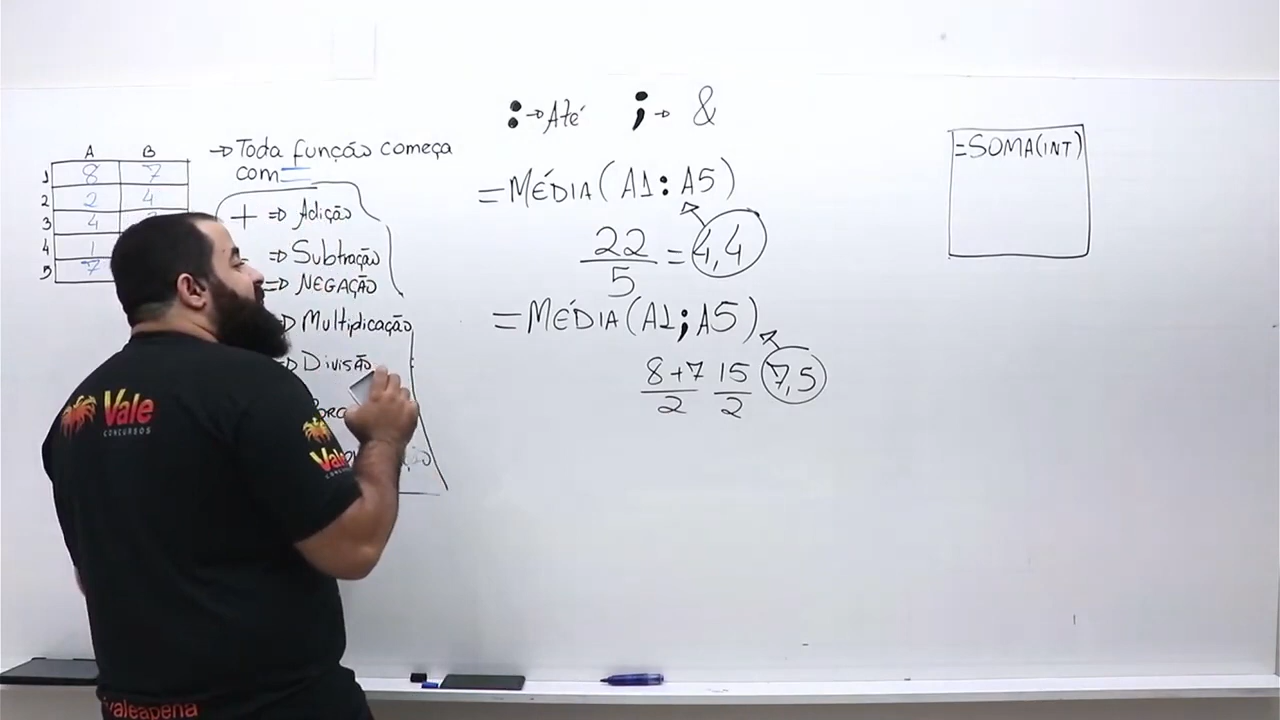 : → Até ; → &
A B
→ Toda função começa
com =
1 8 7
2 2 4
3 4
4 1
5 7
+ ⇒ Adição
⇒ Subtração
⇒ NEGAÇÃO
⇒ Multiplicação
⇒ Divisão
=MÉDIA(A1:A5)
22
5
= 4,4
=MÉDIA(A1;A5)
8+7 15 7,5
2 2
=SOMA(INT)
Vale
CONCURSOS
Vale
valeapena